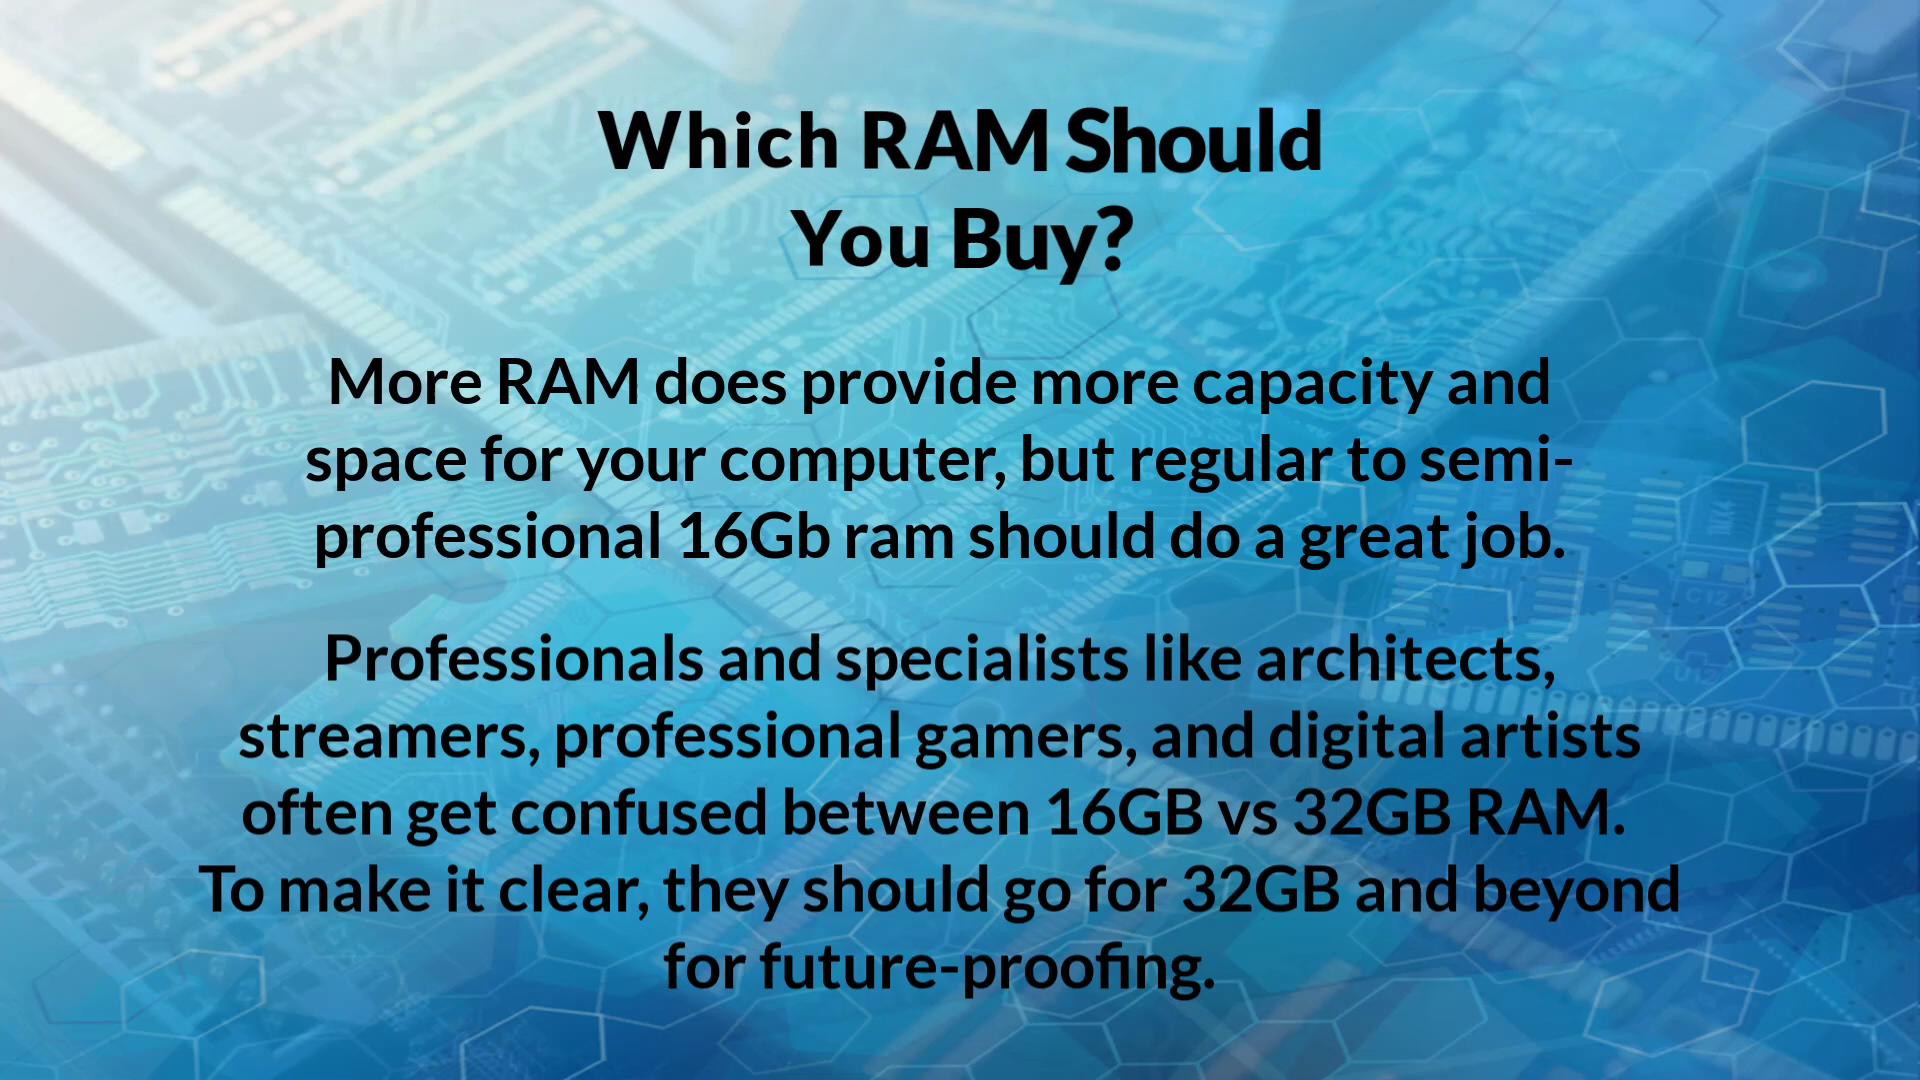 Which RAM Should
You Buy?
More RAM does provide more capacity and
space for your computer, but regular to semi-
professional 16Gb ram should do a great job.
Professionals and specialists like architects,
streamers, professional gamers, and digital artists
often get confused between 16GB vs 32GB RAM.
To make it clear, they should go for 32GB and beyond
for future-proofing.